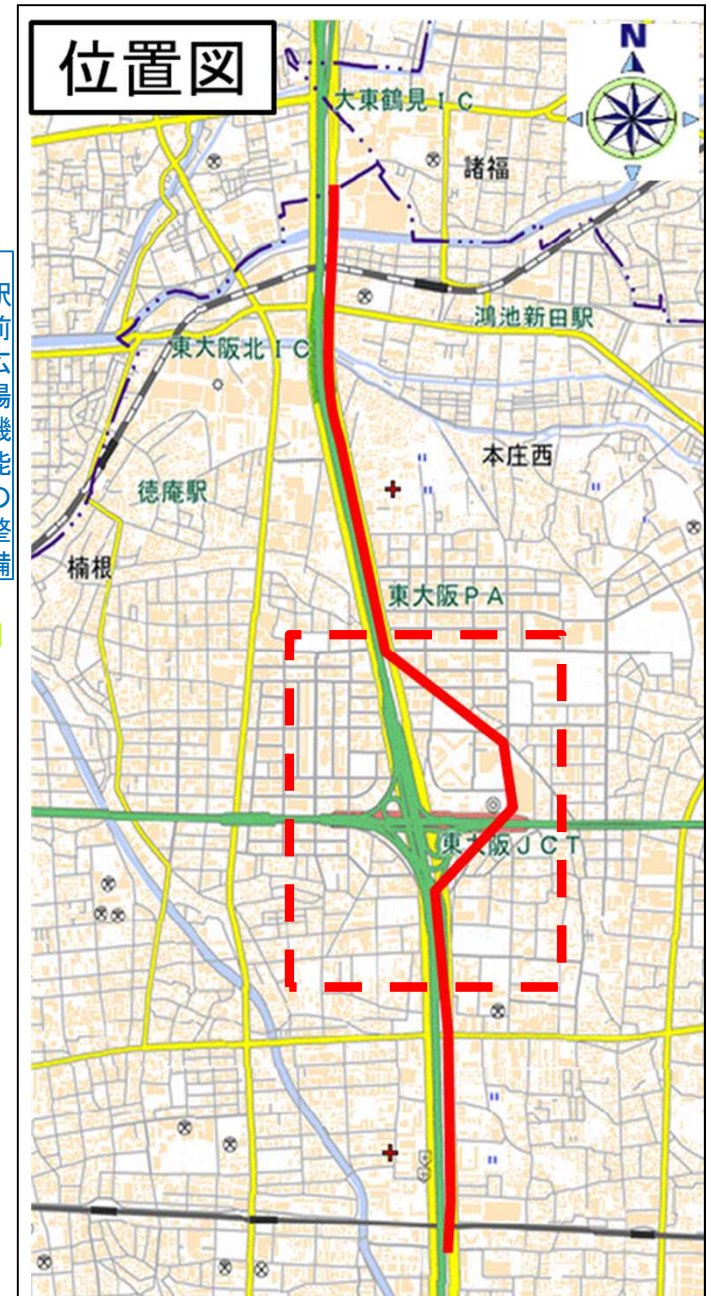 位置図
N
大東鶴見IC
諸福
鴻池新田駅
東大阪北IC
本庄西
徳庵駅
楠根
東大阪PA
東大阪JCT
駅前広場機能の整備